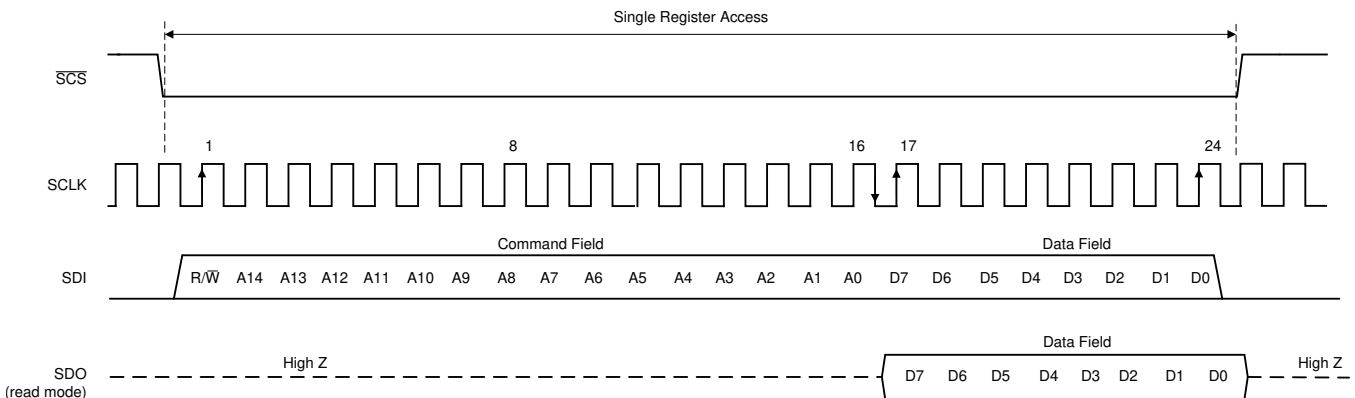 Single Register Access
SCS
1 8 16 17 24
SCLK
Command Field Data Field
SDI R/W A14 A13 A12 A11 A10 A9 A8 A7 A6 A5 A4 A3 A2 A1 A0 D7 D6 D5 D4 D3 D2 D1 D0
Data Field
High Z High Z
SDO D7 D6 D5 D4 D3 D2 D1 D0
(read mode)